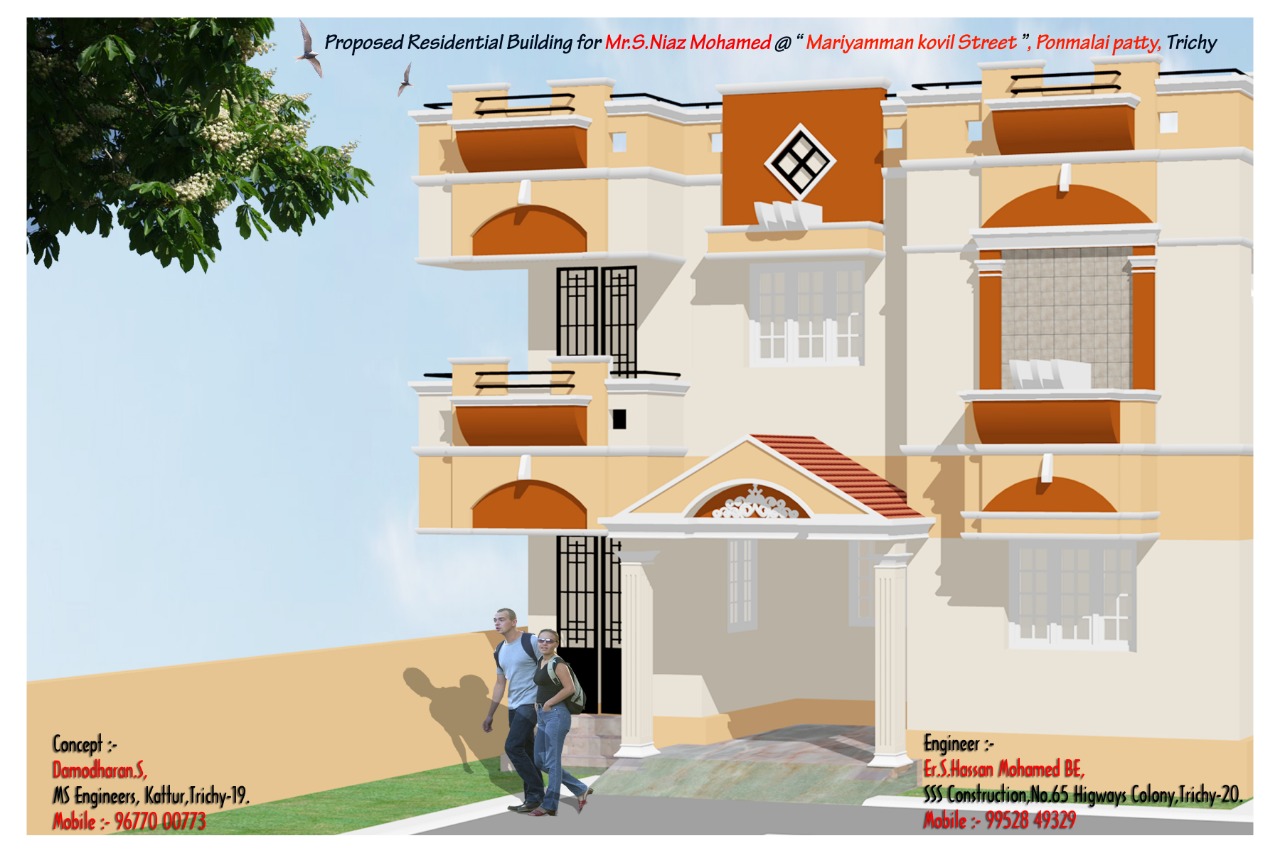 Proposed Residential Building for Mr.S.Niaz Mohamed @ “ Mariyamman kovil Street ”, Ponmalai patty, Trichy
Concept :-
Damodharan.S,
MS Engineers, Kattur,Trichy-19.
Mobile :- 96770 00773
Engineer :-
Er.S.Hassan Mohamed BE,
SSS Construction,No.65 Higways Colony,Trichy-20.
Mobile :- 99528 49329